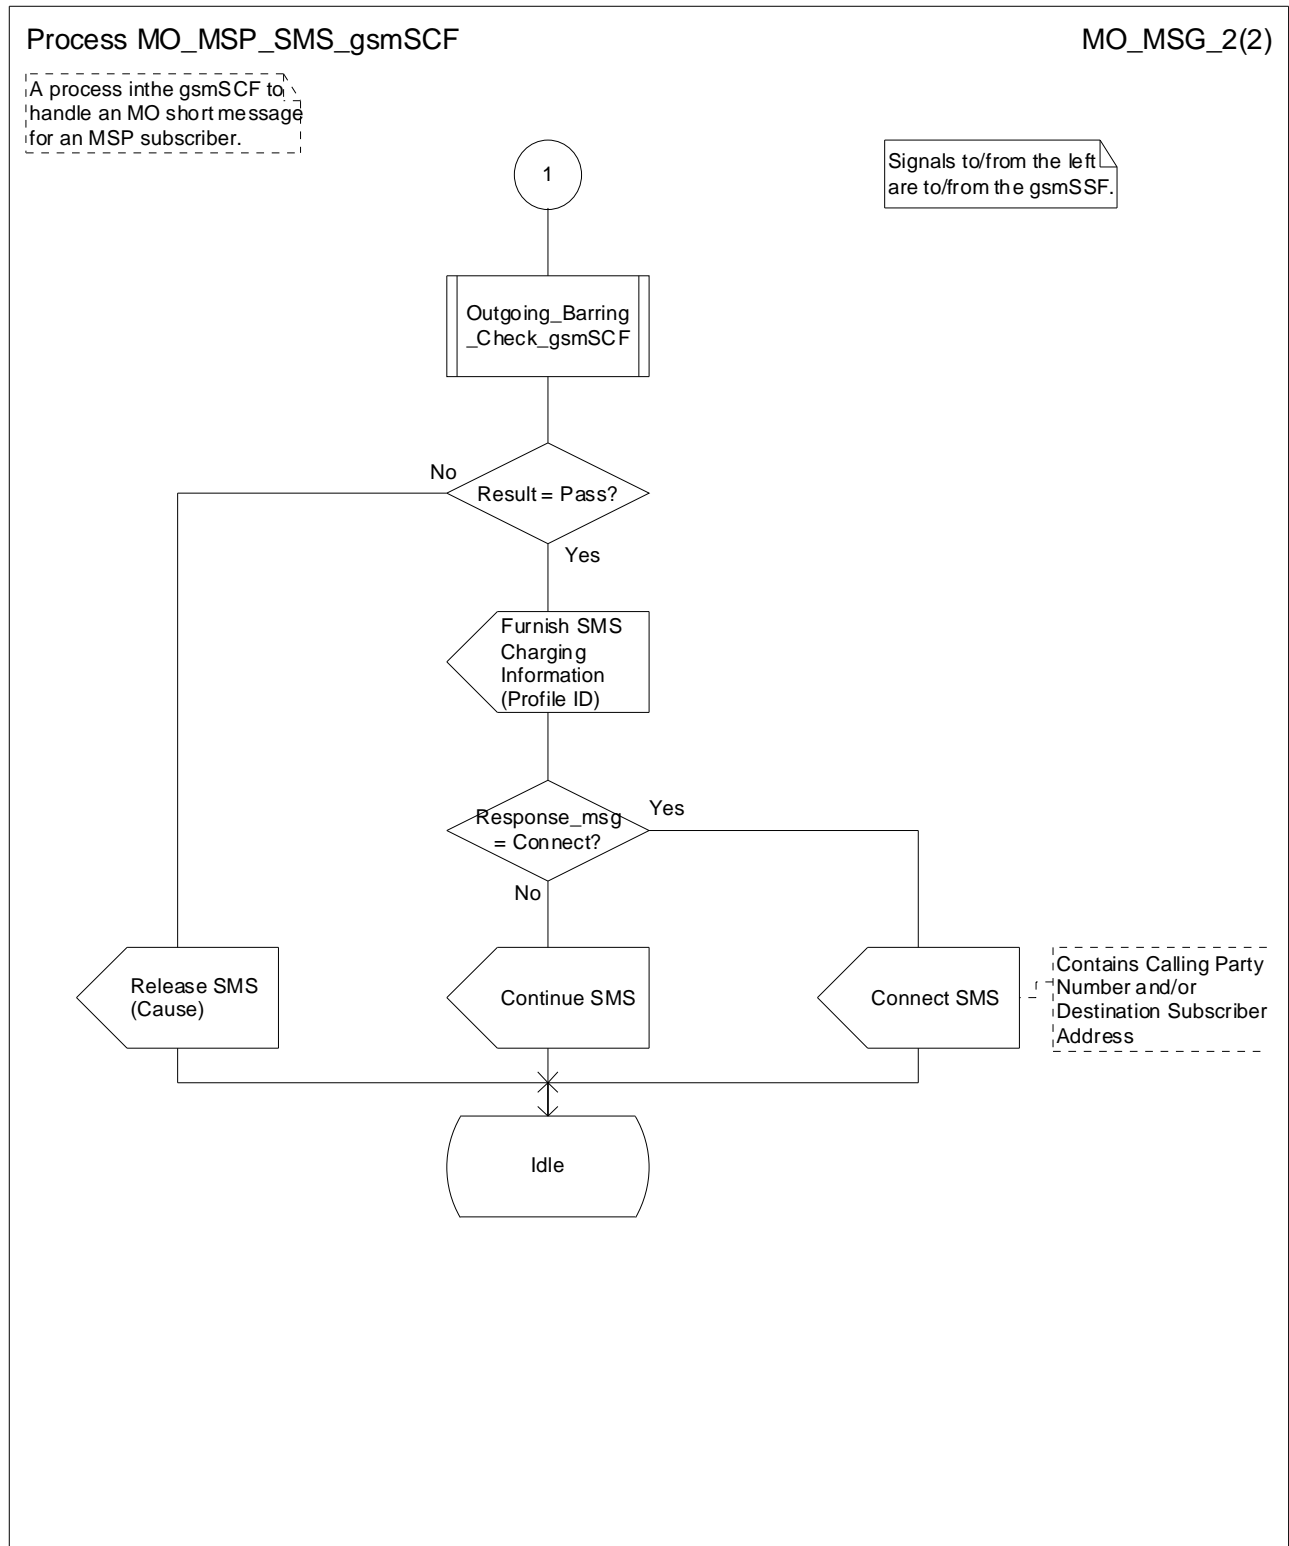 Process MO_MSP_SMS_gsmSCF
MO_MSG_2(2)
A process inthe gsmSCF to
handle an MO short message
for an MSP subscriber.
Signals to/from the left
are to/from the gsmSSF.
1
Outgoing_Barring
_Check_gsmSCF
No
Result = Pass?
Yes
Furnish SMS
Charging
Information
(Profile ID)
Response_msg
= Connect?
Yes
No
Release SMS
(Cause)
Continue SMS
Connect SMS
Contains Calling Party
Number and/or
Destination Subscriber
Address
Idle